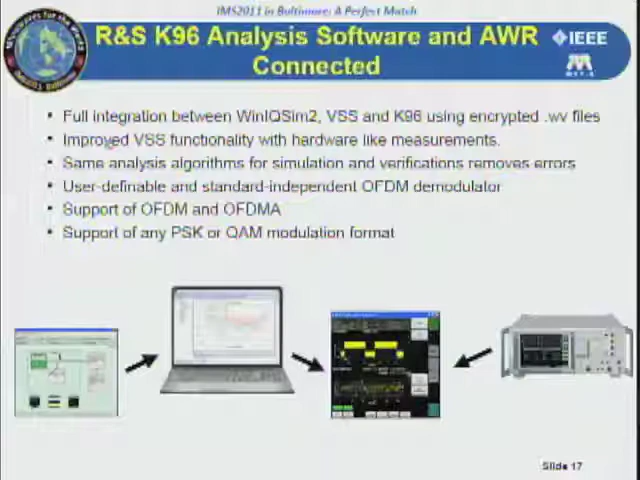 IMS2011 in Baltimore: A Perfect Match
R&S K96 Analysis Software and AWR
Connected
IEEE
• Full integration between WinIQSim2, VSS and K96 using encrypted .wv files
• Improved VSS functionality with hardware like measurements.
• Same analysis algorithms for simulation and verifications removes errors
• User-definable and standard-independent OFDM demodulator
• Support of OFDM and OFDMA
• Support of any PSK or QAM modulation format
Slide 17